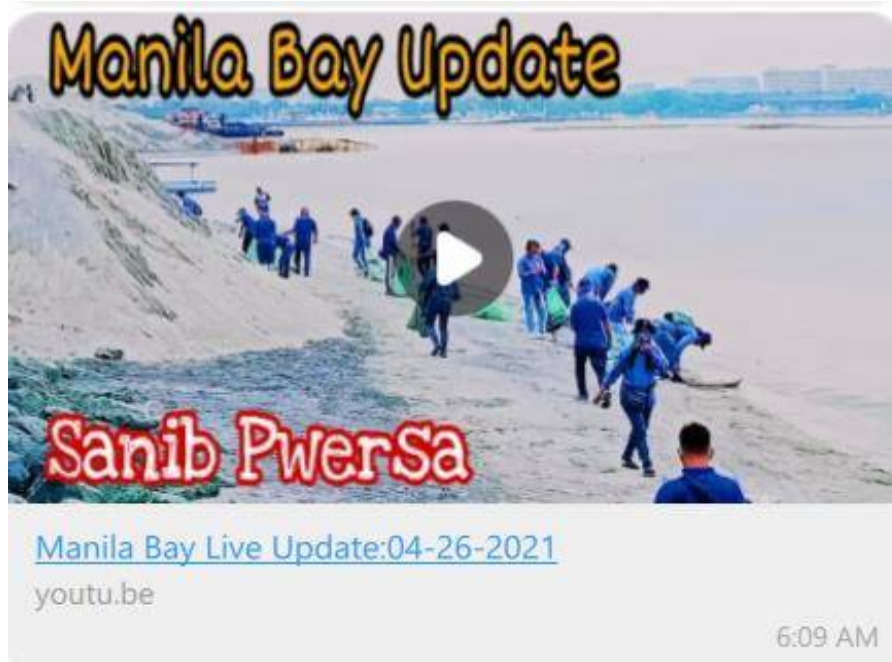 Manila Bay Update
Sanib Pwersa
Manila Bay Live Update:04-26-2021
youtu.be
6:09 AM